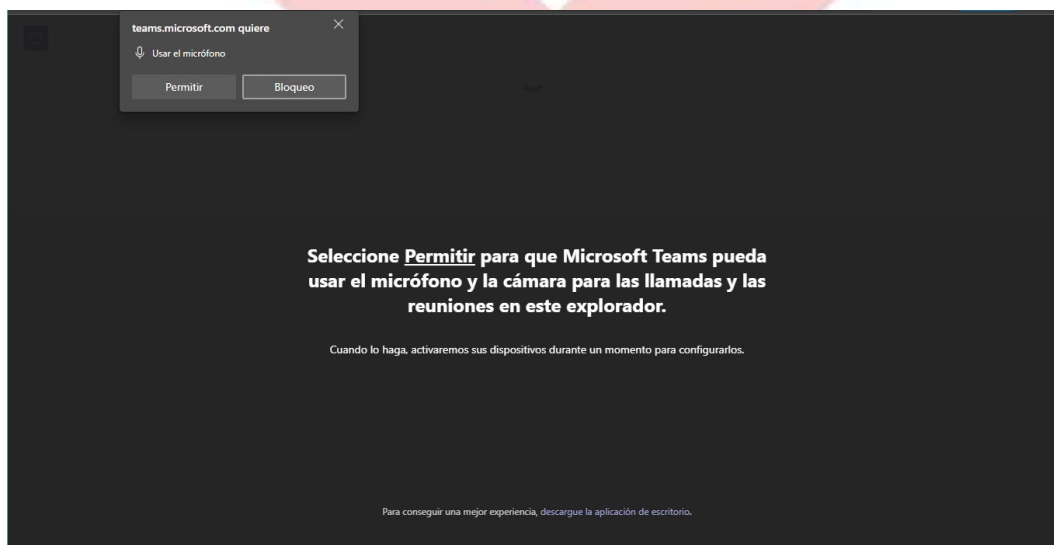 teams.microsoft.com quiere
Usar el micrófono
Permitir
Bloqueo
Seleccione Permitir para que Microsoft Teams pueda
usar el micrófono y la cámara para las llamadas y las
reuniones en este explorador.
Cuando lo haga, activaremos sus dispositivos durante un momento para configurarlos.
Para conseguir una mejor experiencia, descargue la aplicación de escritorio.